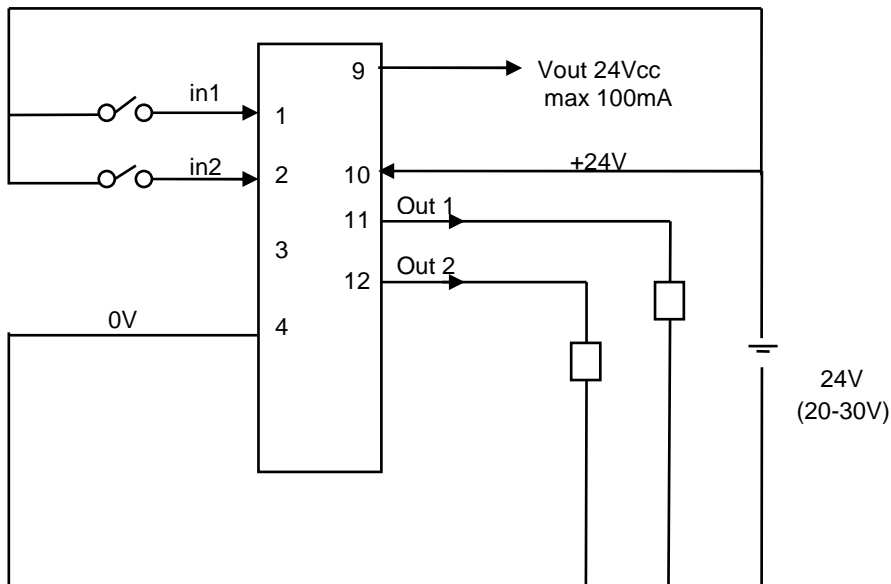 9
Vout 24Vcc
max 100mA
in1
1
in2
2
10
+24V
Out 1
11
3
Out 2
12
0V
4
24V
(20-30V)